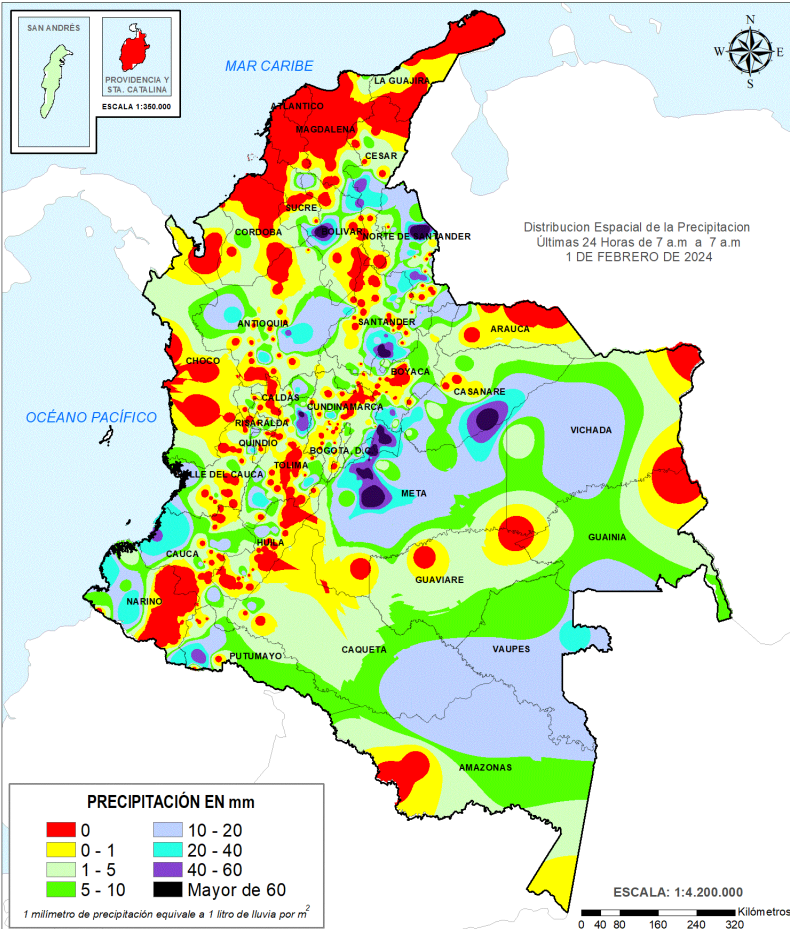 SAN ANDRÉS
PROVIDENCIA Y
STA. CATALINA
ESCALA 1:350.000
MAR CARIBE
N
W
E
S
LA GUAJIRA
ATLANTICO
MAGDALENA
CESAR
SUCRE
CORDOBA
BOLIVAR
NORTE DE SANTANDER
Distribucion Espacial de la Precipitacion
Últimas 24 Horas de 7 a.m a 7 a.m
1 DE FEBRERO DE 2024
ANTIOQUIA
SANTANDER
ARAUCA
CHOCO
BOYACA
CASANARE
CALDAS
CUNDINAMARCA
OCÉANO PACÍFICO
RISARALDA
VICHADA
QUINDIO
BOGOTA, D.C.
TOLIMA
VALLE DEL CAUCA
META
GUAINIA
HUILA
CAUCA
GUAVIARE
NARIÑO
CAQUETA
VAUPES
PUTUMAYO
AMAZONAS
PRECIPITACIÓN EN mm
0
10 - 20
0 - 1
20 - 40
1 - 5
40 - 60
5 - 10
Mayor de 60
1 milímetro de precipitación equivale a 1 litro de lluvia por m2
ESCALA: 1:4.200.000
Kilómetros
0 40 80 160 240 320